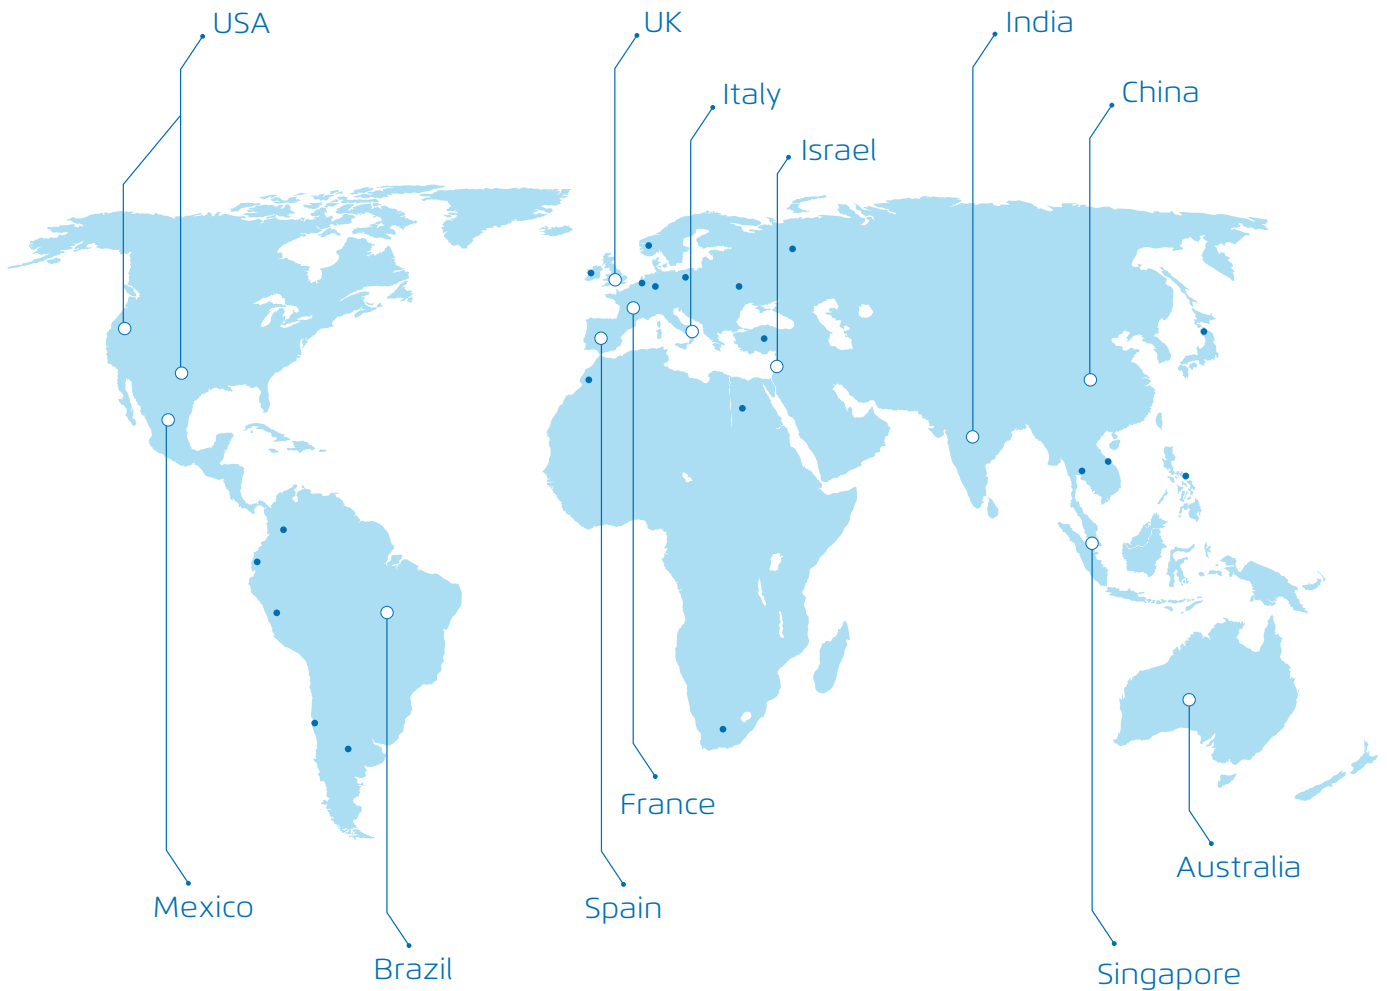 USA
UK
India
Italy
China
Israel
France
Australia
Mexico
Spain
Brazil
Singapore